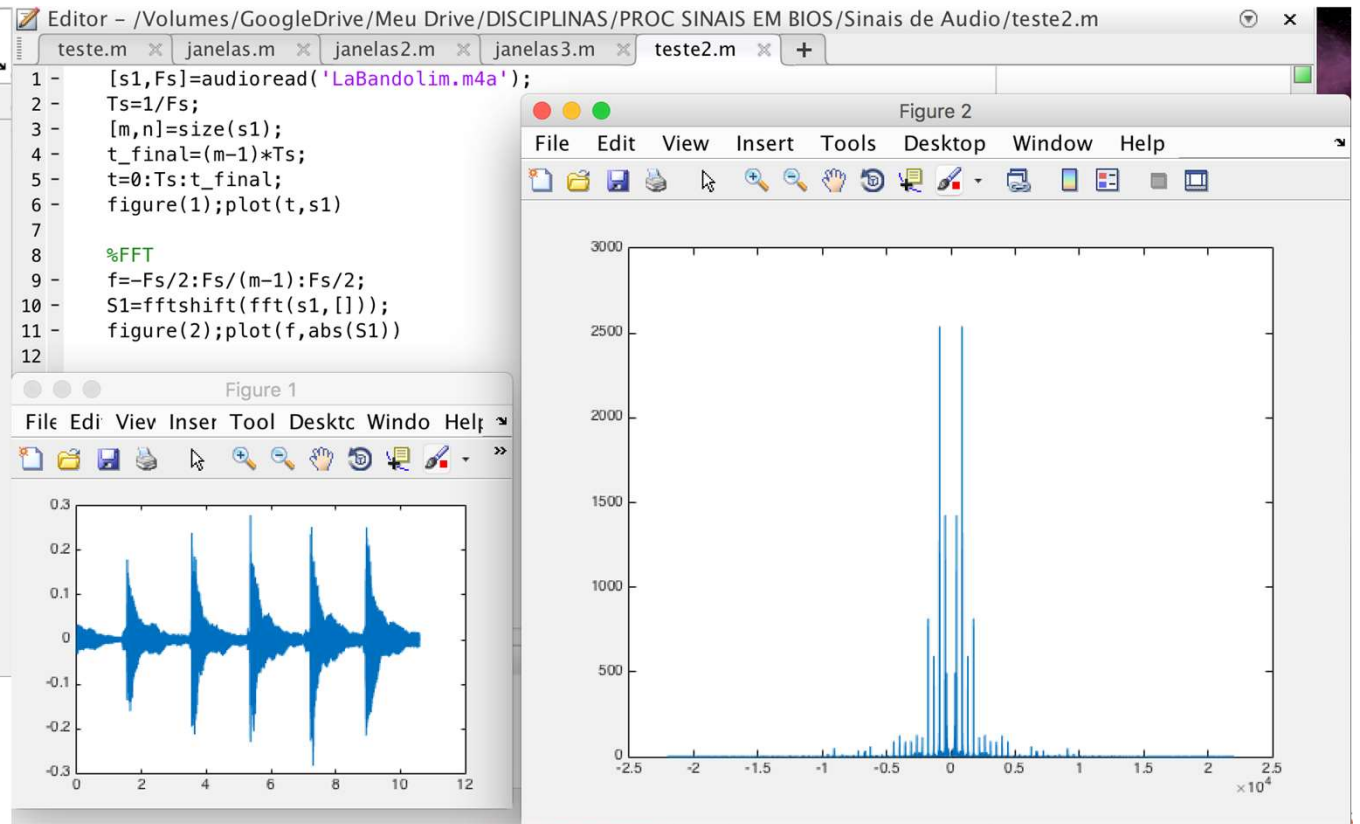 Editor – /Volumes/GoogleDrive/Meu Drive/DISCIPLINAS/PROC SINAIS EM BIOS/Sinais de Audio/teste2.m
teste.m × janelas.m × janelas2.m × janelas3.m × teste2.m × +
1 – [s1,Fs]=audioread('LaBandolim.m4a');
2 – Ts=1/Fs;
3 – [m,n]=size(s1);
4 – t_final=(m-1)*Ts;
5 – t=0:Ts:t_final;
6 – figure(1);plot(t,s1)
7
8 %FFT
9 – f=-Fs/2:Fs/(m-1):Fs/2;
10 – S1=fftshift(fft(s1,[]));
11 – figure(2);plot(f,abs(S1))
12
Figure 1
File Edi Viev Inser Tool Desktc Windo Help
0.3
0.2
0.1
0
-0.1
-0.2
-0.3
0 2 4 6 8 10 12
Figure 2
File Edit View Insert Tools Desktop Window Help
3000
2500
2000
1500
1000
500
0
-2.5 -2 -1.5 -1 -0.5 0 0.5 1 1.5 2 2.5
×10⁴